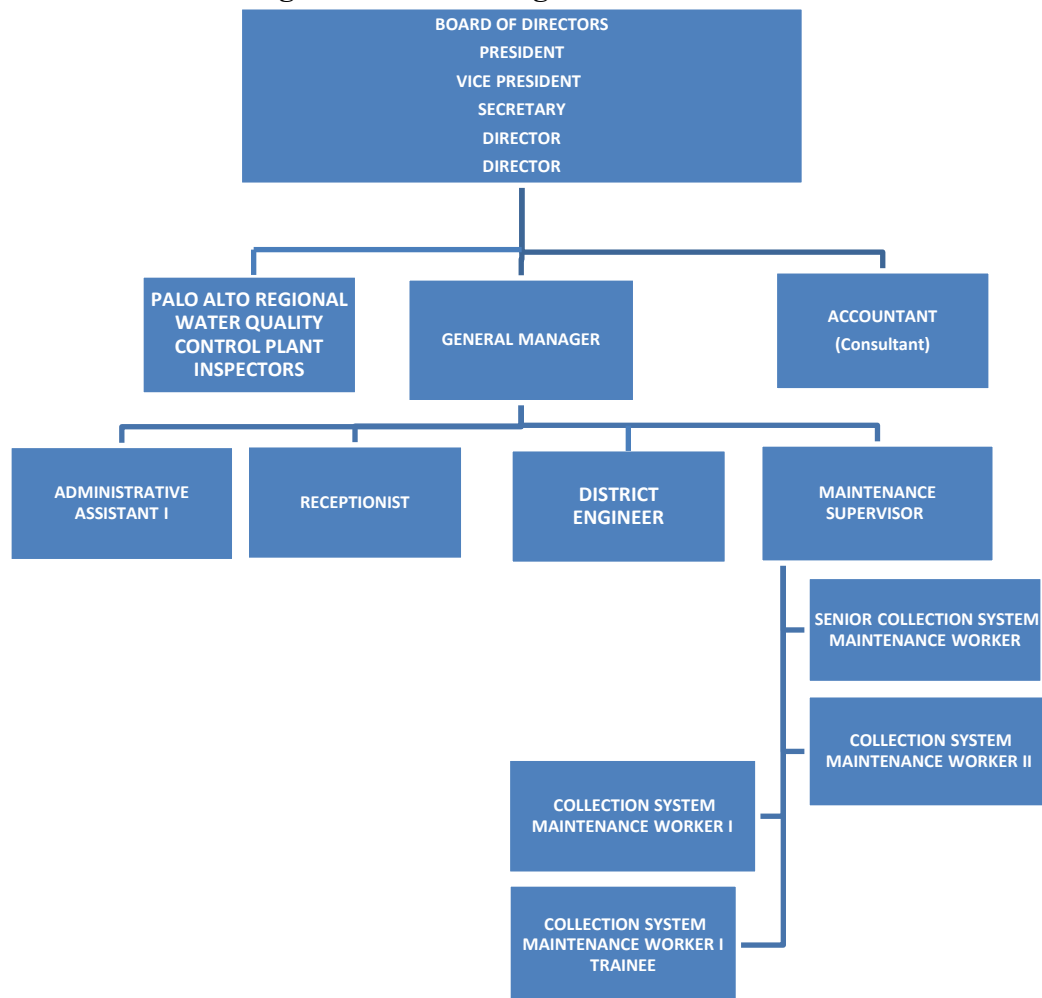 BOARD OF DIRECTORS
PRESIDENT
VICE PRESIDENT
SECRETARY
DIRECTOR
DIRECTOR
PALO ALTO REGIONAL
WATER QUALITY
CONTROL PLANT
INSPECTORS
GENERAL MANAGER
ACCOUNTANT
(Consultant)
ADMINISTRATIVE
ASSISTANT I
RECEPTIONIST
DISTRICT
ENGINEER
MAINTENANCE
SUPERVISOR
SENIOR COLLECTION SYSTEM
MAINTENANCE WORKER
COLLECTION SYSTEM
MAINTENANCE WORKER II
COLLECTION SYSTEM
MAINTENANCE WORKER I
COLLECTION SYSTEM
MAINTENANCE WORKER I
TRAINEE